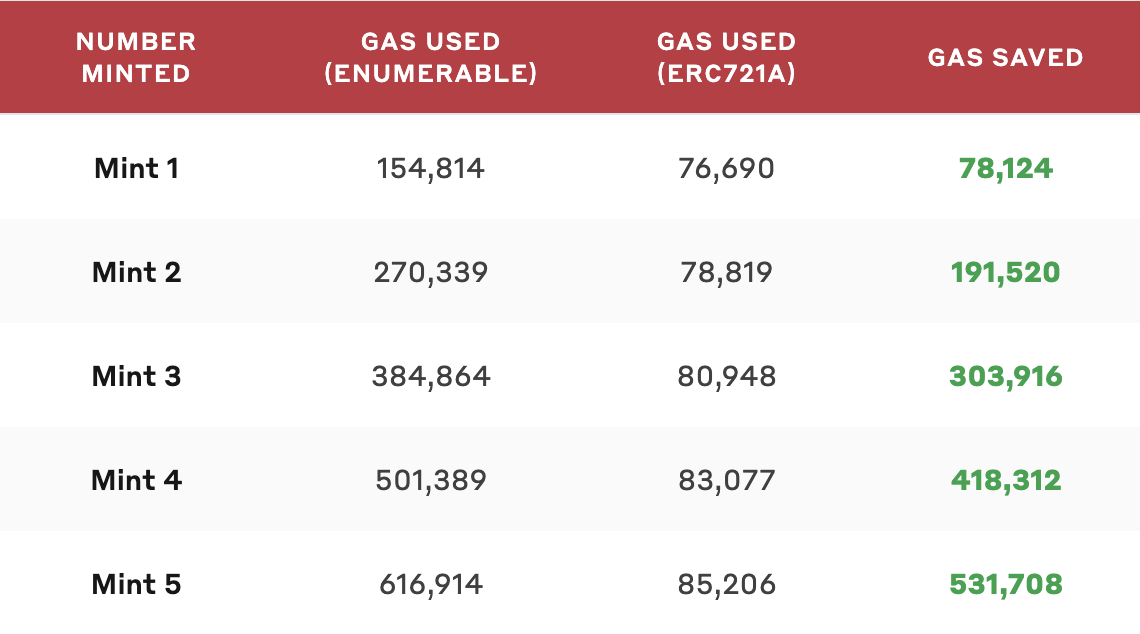 NUMBER MINTED GAS USED (ENUMERABLE) GAS USED (ERC721A) GAS SAVED
Mint 1 154,814 76,690 78,124
Mint 2 270,339 78,819 191,520
Mint 3 384,864 80,948 303,916
Mint 4 501,389 83,077 418,312
Mint 5 616,914 85,206 531,708